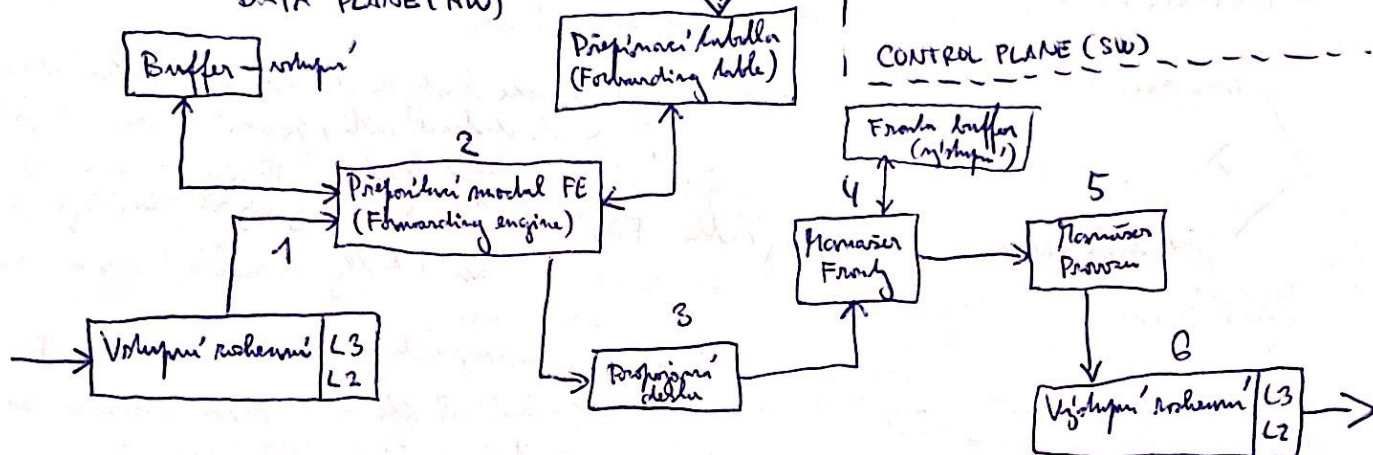 DATA PLANE (HW)
Buffer - vstupní
Přepínací tabulka
(Forwarding table)
CONTROL PLANE (SW)
Fronta buffer
(výstupní)
2
Přepínací modul FE
(Forwarding engine)
1
4
5
Manažer
Fronty
Manažer
Provozu
3
Propojovací
deska
Vstupní rozhraní L3
L2
6
Výstupní rozhraní L3
L2